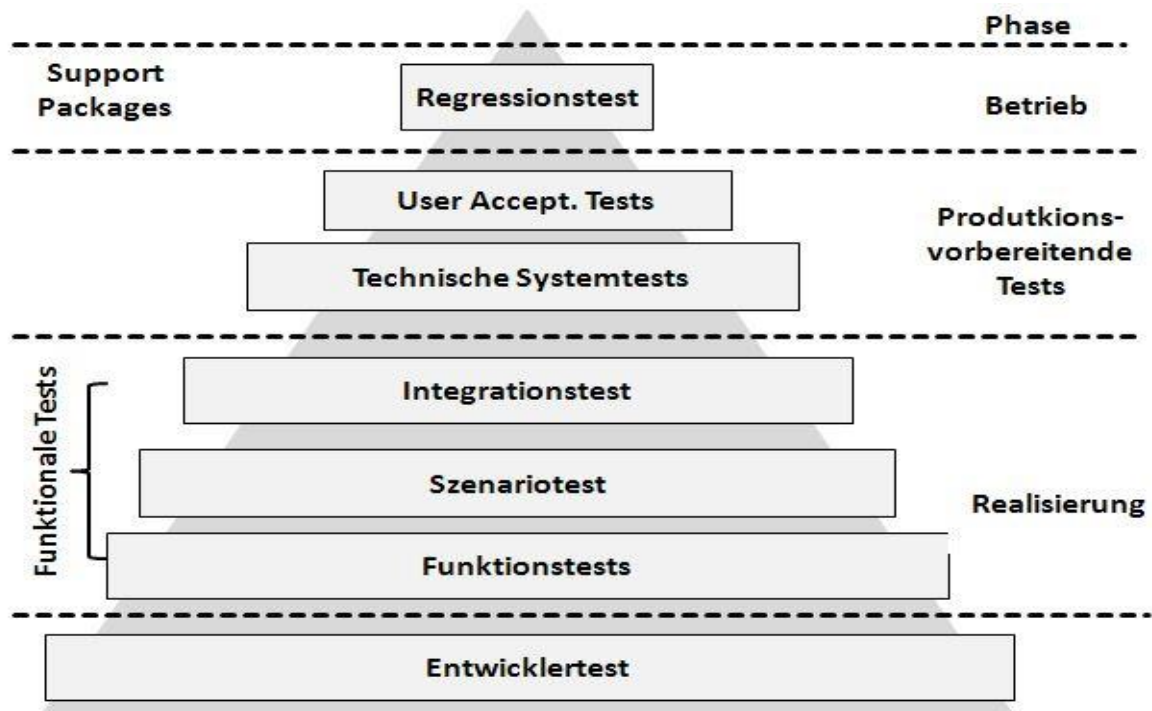 Phase
Support
Packages
Regressionstest
Betrieb
User Accept. Tests
Technische Systemtests
Produtkions-
vorbereitende
Tests
Funktionale Tests
Integrationstest
Szenariotest
Funktionstests
Realisierung
Entwicklertest